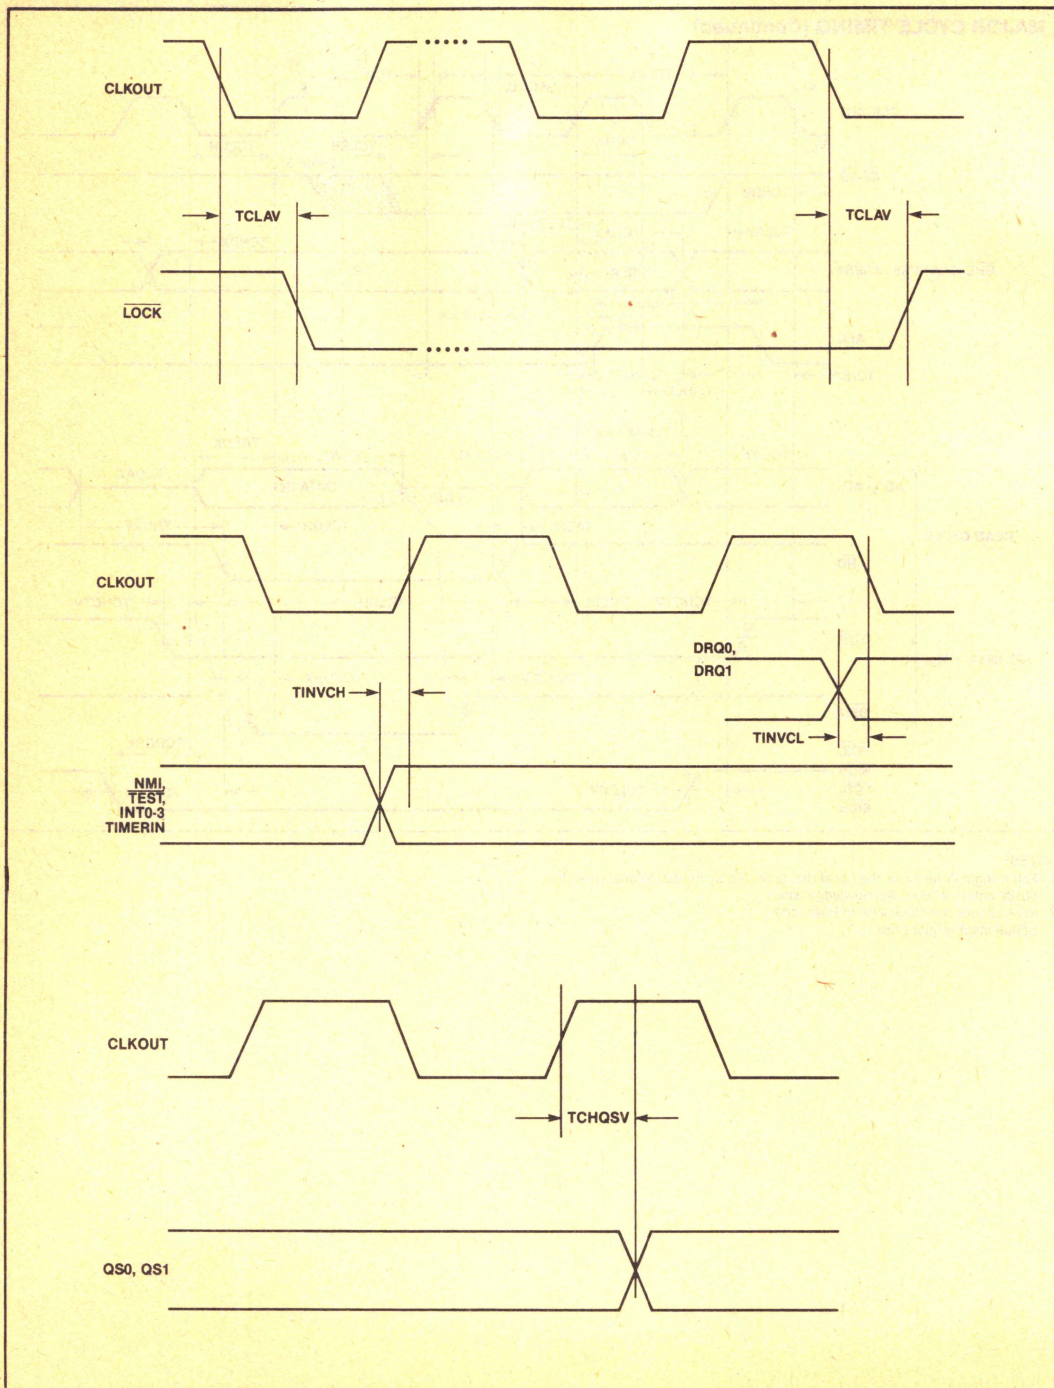 CLKOUT
TCLAV
TCLAV
LOCK
CLKOUT
DRQ0,
DRQ1
TINVCH
TINVCL
NMI,
TEST,
INT0-3
TIMERIN
CLKOUT
TCHQSV
QS0, QS1